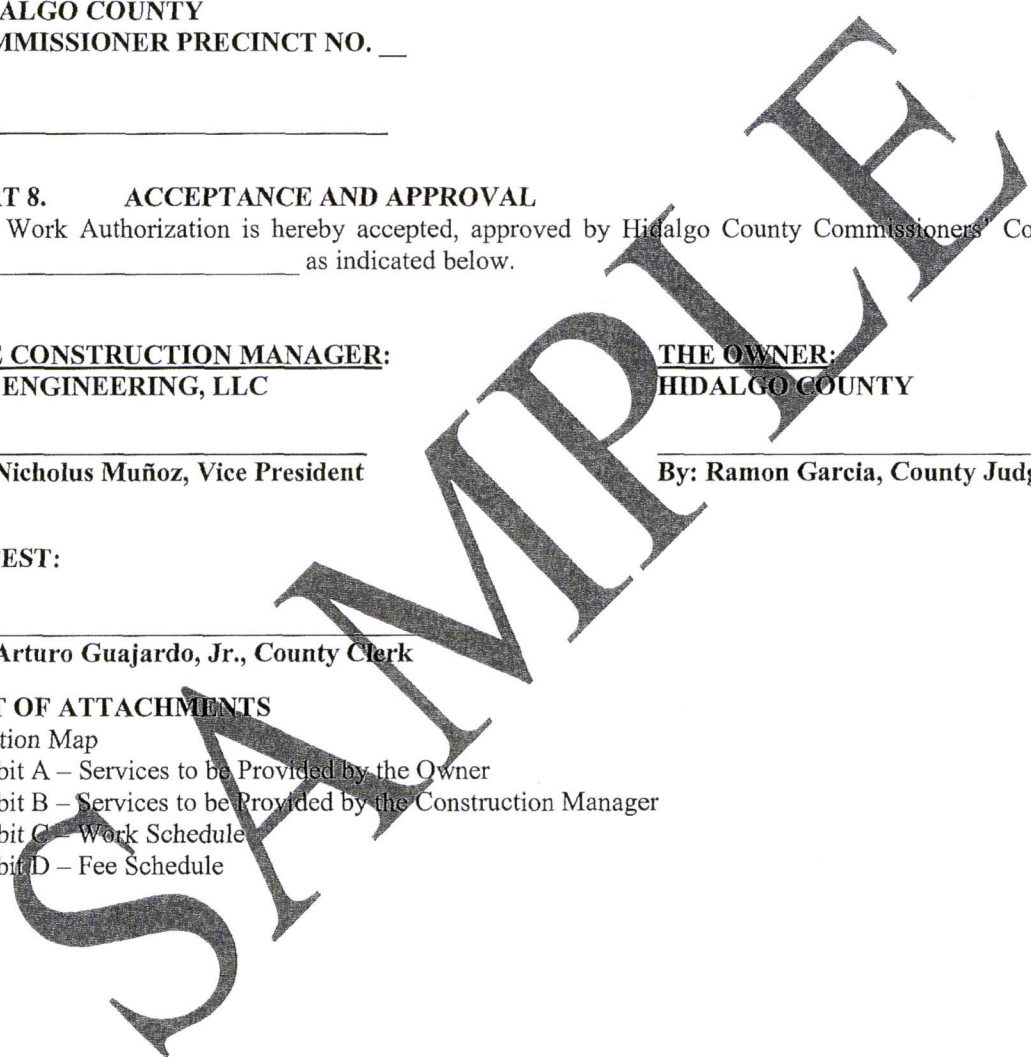 ALGO COUNTY
MMISSIONER PRECINCT NO. __
RT 8. ACCEPTANCE AND APPROVAL
Work Authorization is hereby accepted, approved by Hidalgo County Commissioners' Co
____________________ as indicated below.
E CONSTRUCTION MANAGER: THE OWNER:
ENGINEERING, LLC HIDALGO COUNTY
Nicholus Muñoz, Vice President By: Ramon Garcia, County Judg
EST:
Arturo Guajardo, Jr., County Clerk
T OF ATTACHMENTS
tion Map
bit A – Services to be Provided by the Owner
bit B – Services to be Provided by the Construction Manager
bit C – Work Schedule
bit D – Fee Schedule
SAMPLE